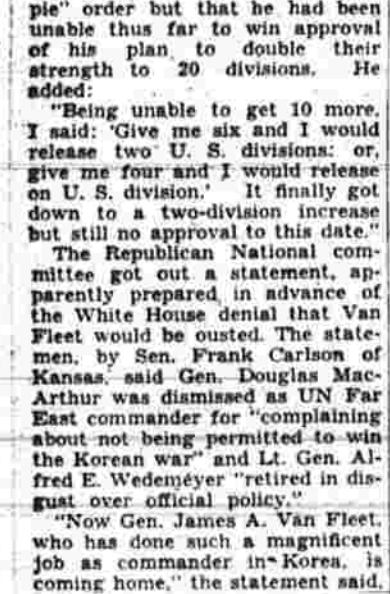 ple" order but that he had been
unable thus far to win approval
of his plan to double their
strength to 20 divisions. He
added:
"Being unable to get 10 more,
I said: 'Give me six and I would
release two U. S. divisions: or,
give me four and I would release
on U. S. division.' It finally got
down to a two-division increase
but still no approval to this date."
The Republican National com-
mittee got out a statement, ap-
parently prepared in advance of
the White House denial that Van
Fleet would be ousted. The state-
men, by Sen. Frank Carlson of
Kansas, said Gen. Douglas Mac-
Arthur was dismissed as UN Far
East commander for "complaining
about not being permitted to win
the Korean war" and Lt. Gen. Al-
fred E. Wedemeyer "retired in dis-
gust over official policy."
"Now Gen. James A. Van Fleet,
who has done such a magnificent
job as commander in Korea, is
coming home," the statement said.